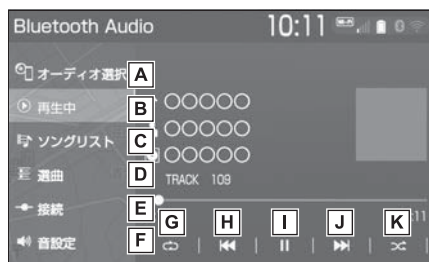 Bluetooth Audio 10:11
オーディオ選択 A
再生中 B ○○○○○
ソングリスト C ○○○○○
○○○○○
選曲 D TRACK 109
接続 E :11
音設定 F G H I J K